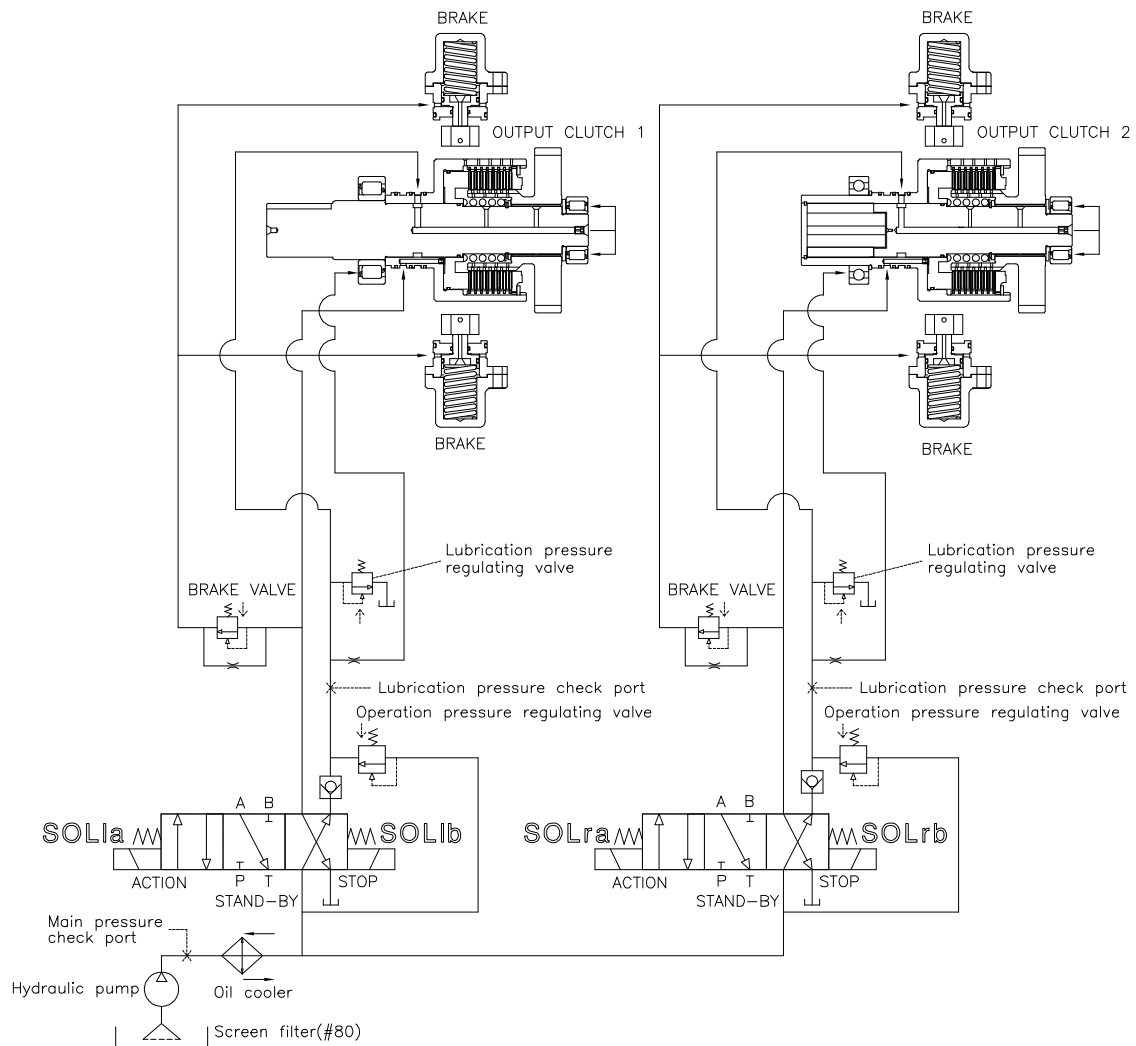 BRAKE
BRAKE
OUTPUT CLUTCH 1
OUTPUT CLUTCH 2
BRAKE
BRAKE
Lubrication pressure
regulating valve
Lubrication pressure
regulating valve
BRAKE VALVE
BRAKE VALVE
Lubrication pressure check port
Lubrication pressure check port
Operation pressure regulating valve
Operation pressure regulating valve
A B
A B
SOLIa
SOLIb
SOLra
SOLrb
P T
P T
ACTION
STOP
ACTION
STOP
STAND-BY
STAND-BY
Main pressure
check port
Hydraulic pump
Oil cooler
Screen filter(#80)